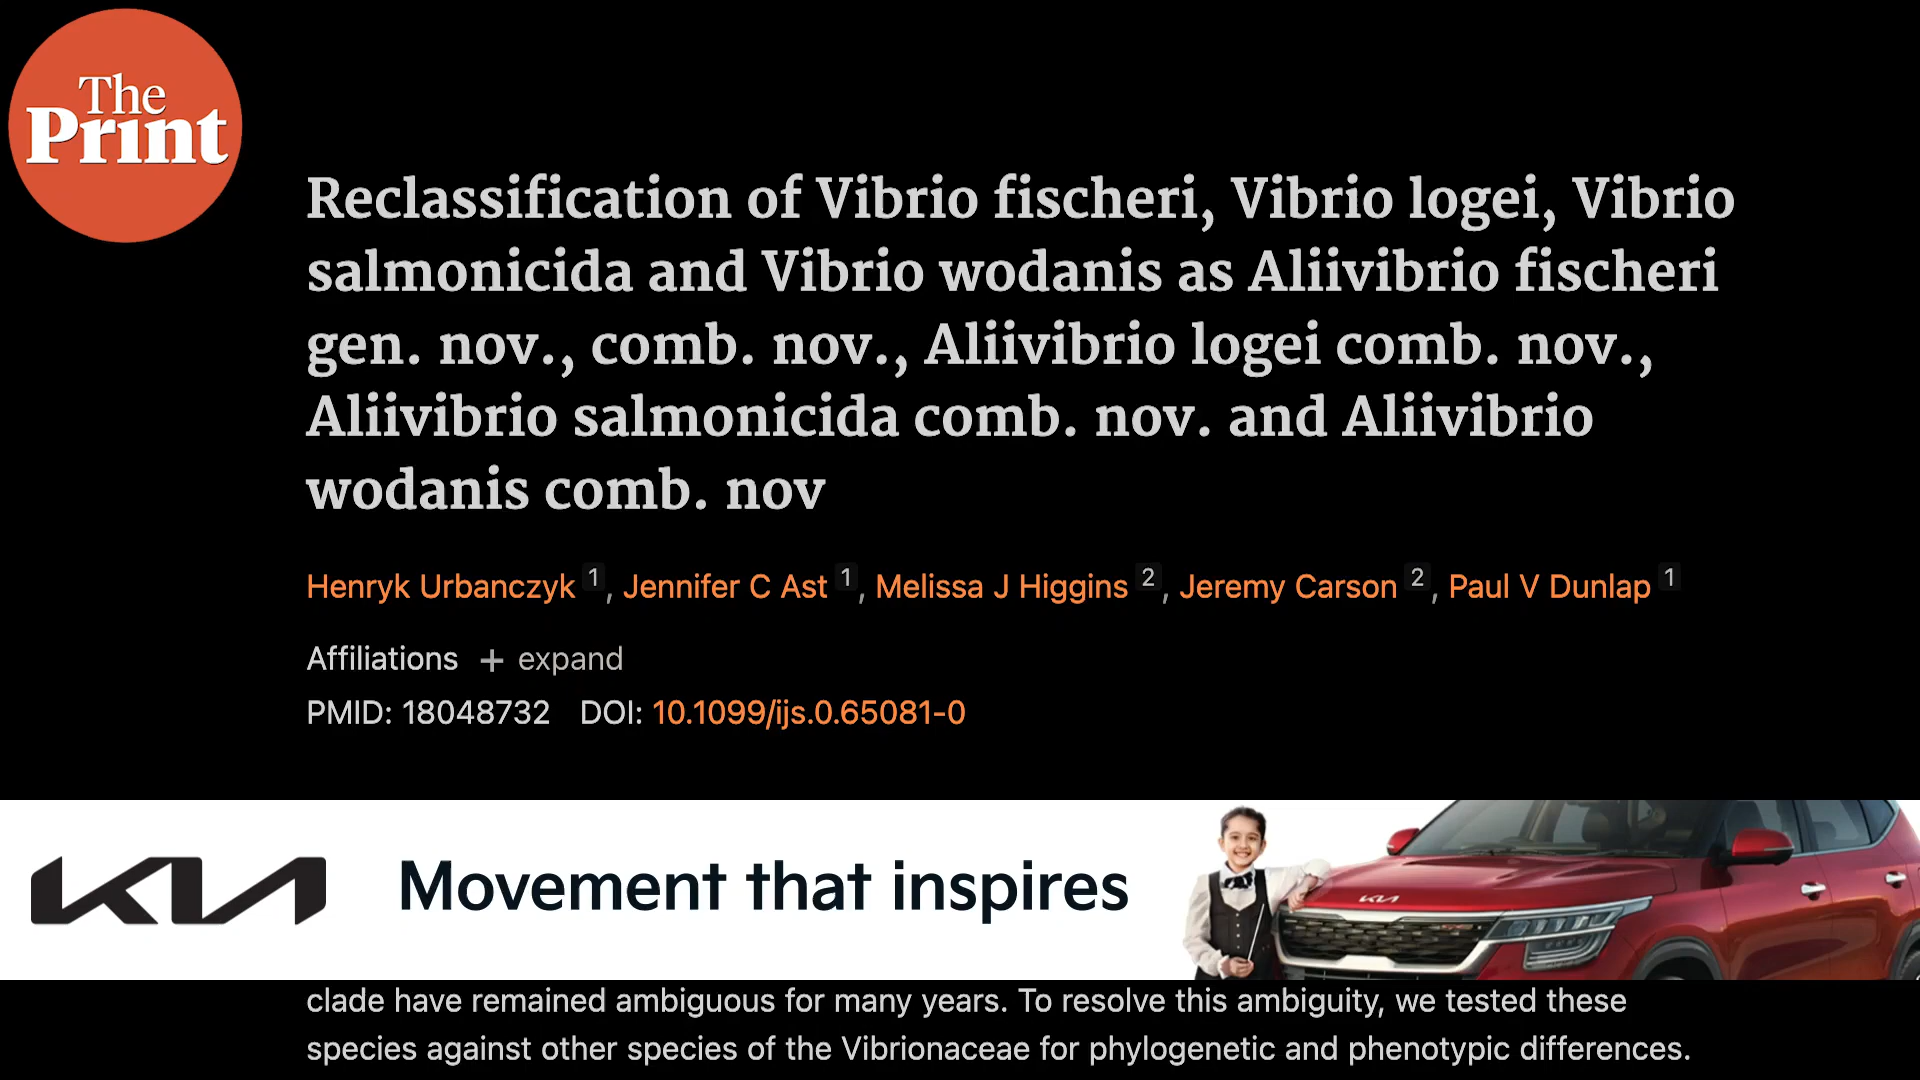 The
Print
Reclassification of Vibrio fischeri, Vibrio logei, Vibrio
salmonicida and Vibrio wodanis as Aliivibrio fischeri
gen. nov., comb. nov., Aliivibrio logei comb. nov.,
Aliivibrio salmonicida comb. nov. and Aliivibrio
wodanis comb. nov
Henryk Urbanczyk 1, Jennifer C Ast 1, Melissa J Higgins 2, Jeremy Carson 2, Paul V Dunlap 1
Affiliations + expand
PMID: 18048732 DOI: 10.1099/ijs.0.65081-0
KIA Movement that inspires
KIA
clade have remained ambiguous for many years. To resolve this ambiguity, we tested these
species against other species of the Vibrionaceae for phylogenetic and phenotypic differences.